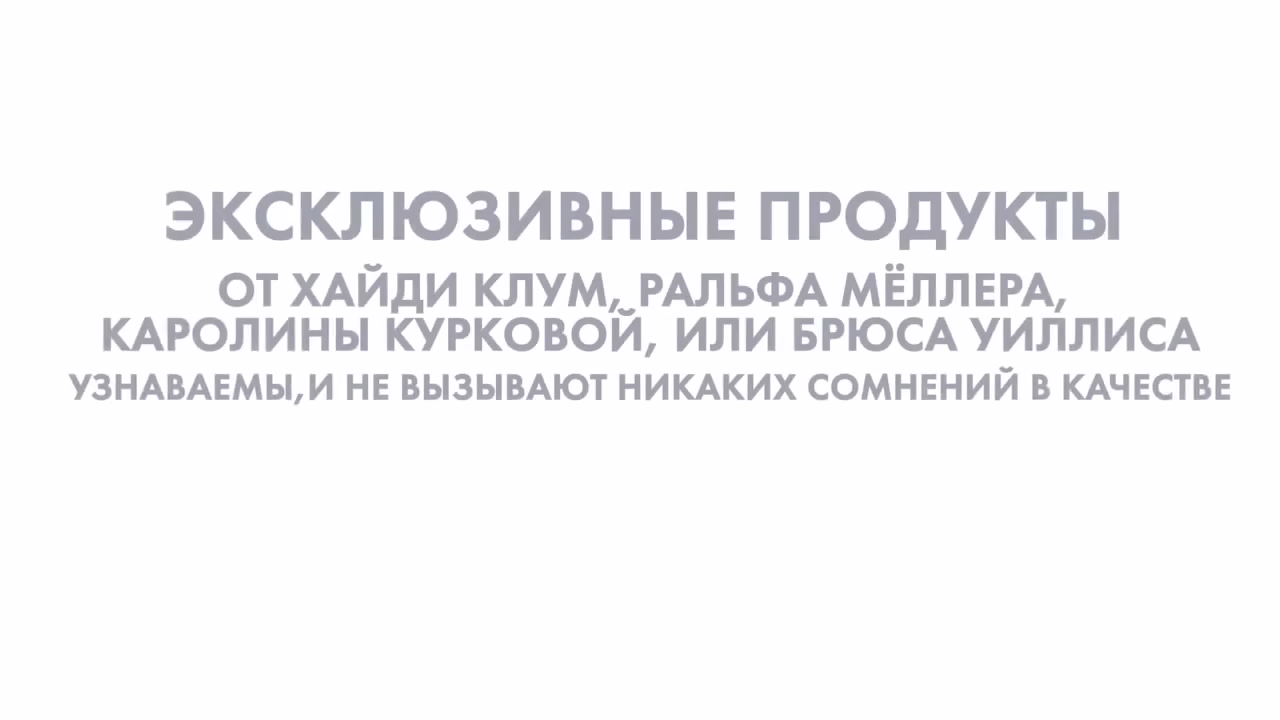 ЭКСКЛЮЗИВНЫЕ ПРОДУКТЫ
ОТ ХАЙДИ КЛУМ, РАЛЬФА МЁЛЛЕРА,
КАРОЛИНЫ КУРКОВОЙ, ИЛИ БРЮСА УИЛЛИСА
УЗНАВАЕМЫ,И НЕ ВЫЗЫВАЮТ НИКАКИХ СОМНЕНИЙ В КАЧЕСТВЕ